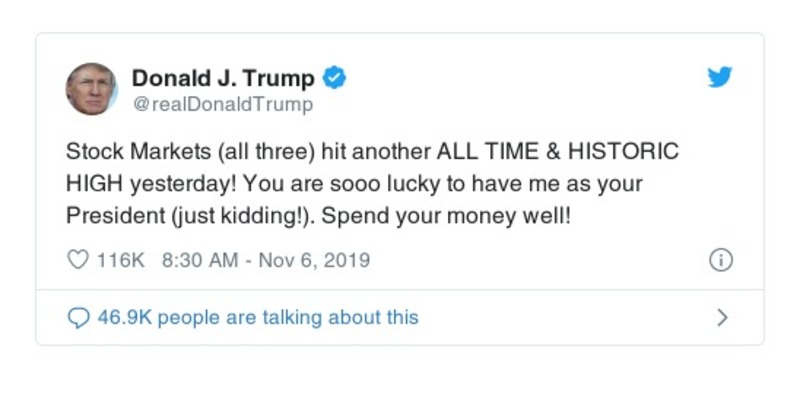 Donald J. Trump
@realDonaldTrump
Stock Markets (all three) hit another ALL TIME & HISTORIC
HIGH yesterday! You are sooo lucky to have me as your
President (just kidding!). Spend your money well!
116K 8:30 AM - Nov 6, 2019
46.9K people are talking about this